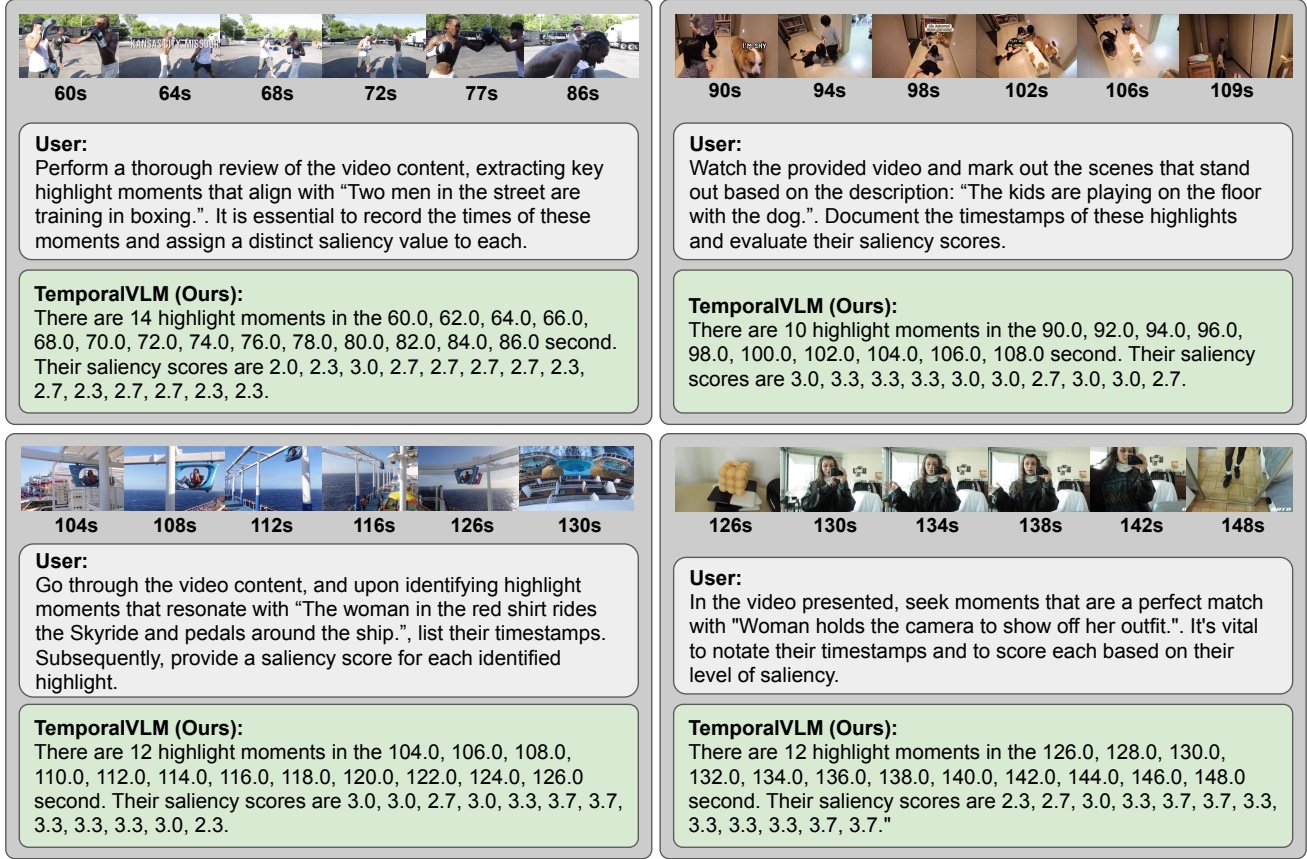 KANSAS CITY, MISSOURI
60s 64s 68s 72s 77s 86s
User:
Perform a thorough review of the video content, extracting key
highlight moments that align with “Two men in the street are
training in boxing.”. It is essential to record the times of these
moments and assign a distinct saliency value to each.
TemporalVLM (Ours):
There are 14 highlight moments in the 60.0, 62.0, 64.0, 66.0,
68.0, 70.0, 72.0, 74.0, 76.0, 78.0, 80.0, 82.0, 84.0, 86.0 second.
Their saliency scores are 2.0, 2.3, 3.0, 2.7, 2.7, 2.7, 2.7, 2.3,
2.7, 2.3, 2.7, 2.7, 2.3, 2.3.
I'M SHY
90s 94s 98s 102s 106s 109s
User:
Watch the provided video and mark out the scenes that stand
out based on the description: “The kids are playing on the floor
with the dog.”. Document the timestamps of these highlights
and evaluate their saliency scores.
TemporalVLM (Ours):
There are 10 highlight moments in the 90.0, 92.0, 94.0, 96.0,
98.0, 100.0, 102.0, 104.0, 106.0, 108.0 second. Their saliency
scores are 3.0, 3.3, 3.3, 3.3, 3.0, 3.0, 2.7, 3.0, 3.0, 2.7.
104s 108s 112s 116s 126s 130s
User:
Go through the video content, and upon identifying highlight
moments that resonate with “The woman in the red shirt rides
the Skyride and pedals around the ship.”, list their timestamps.
Subsequently, provide a saliency score for each identified
highlight.
TemporalVLM (Ours):
There are 12 highlight moments in the 104.0, 106.0, 108.0,
110.0, 112.0, 114.0, 116.0, 118.0, 120.0, 122.0, 124.0, 126.0
second. Their saliency scores are 3.0, 3.0, 2.7, 3.0, 3.3, 3.7, 3.7,
3.3, 3.3, 3.3, 3.0, 2.3.
126s 130s 134s 138s 142s 148s
User:
In the video presented, seek moments that are a perfect match
with "Woman holds the camera to show off her outfit.". It's vital
to notate their timestamps and to score each based on their
level of saliency.
TemporalVLM (Ours):
There are 12 highlight moments in the 126.0, 128.0, 130.0,
132.0, 134.0, 136.0, 138.0, 140.0, 142.0, 144.0, 146.0, 148.0
second. Their saliency scores are 2.3, 2.7, 3.0, 3.3, 3.7, 3.7, 3.3,
3.3, 3.3, 3.3, 3.7, 3.7."